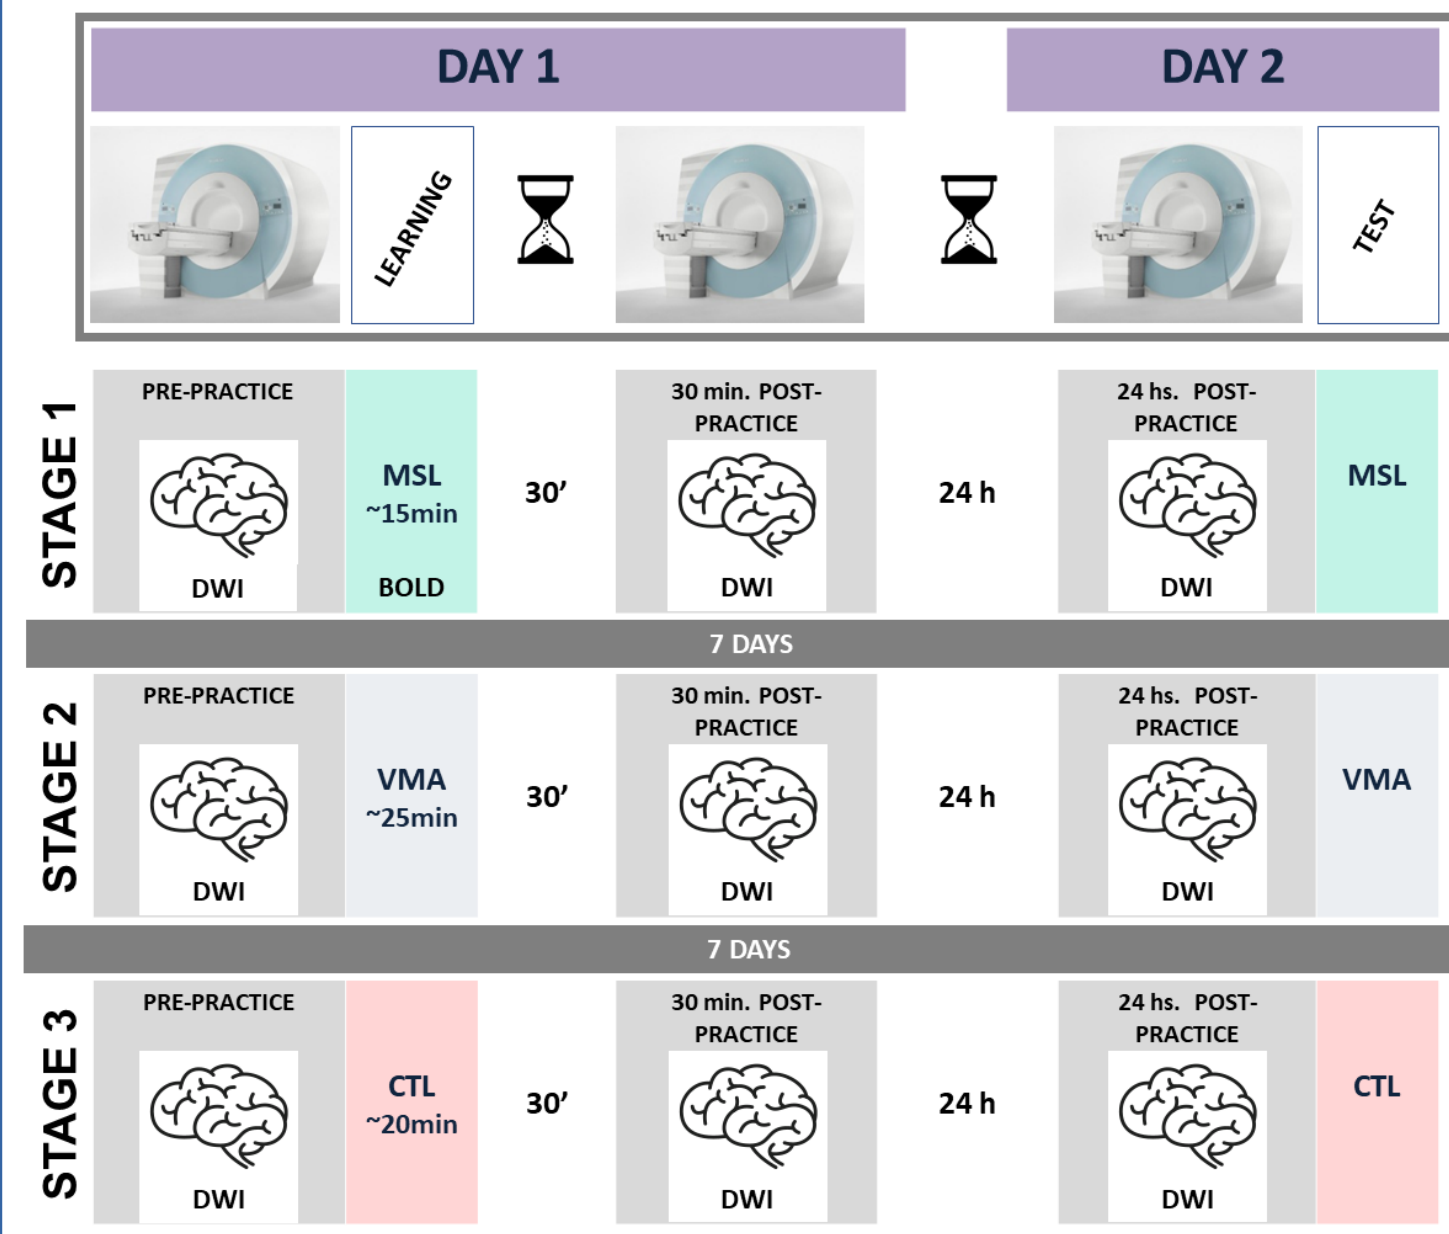 DAY 1
DAY 2
LEARNING
TEST
STAGE 1
PRE-PRACTICE
DWI
MSL
~15min
BOLD
30’
30 min. POST-
PRACTICE
DWI
24 h
24 hs. POST-
PRACTICE
DWI
MSL
7 DAYS
STAGE 2
PRE-PRACTICE
DWI
VMA
~25min
30’
30 min. POST-
PRACTICE
DWI
24 h
24 hs. POST-
PRACTICE
DWI
VMA
7 DAYS
STAGE 3
PRE-PRACTICE
DWI
CTL
~20min
30’
30 min. POST-
PRACTICE
DWI
24 h
24 hs. POST-
PRACTICE
DWI
CTL